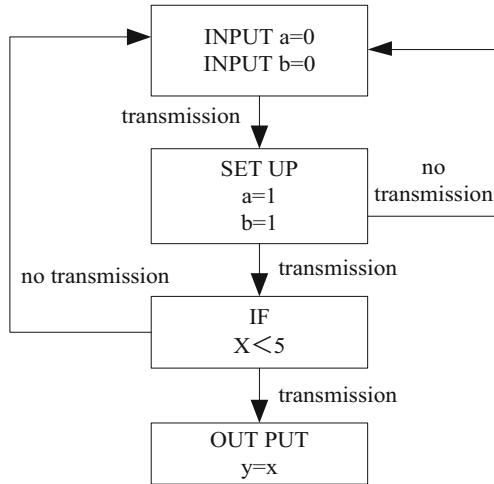 INPUT a=0
INPUT b=0
transmission
SET UP
a=1
b=1
no
transmission
transmission
no transmission
IF
X<5
transmission
OUT PUT
y=x